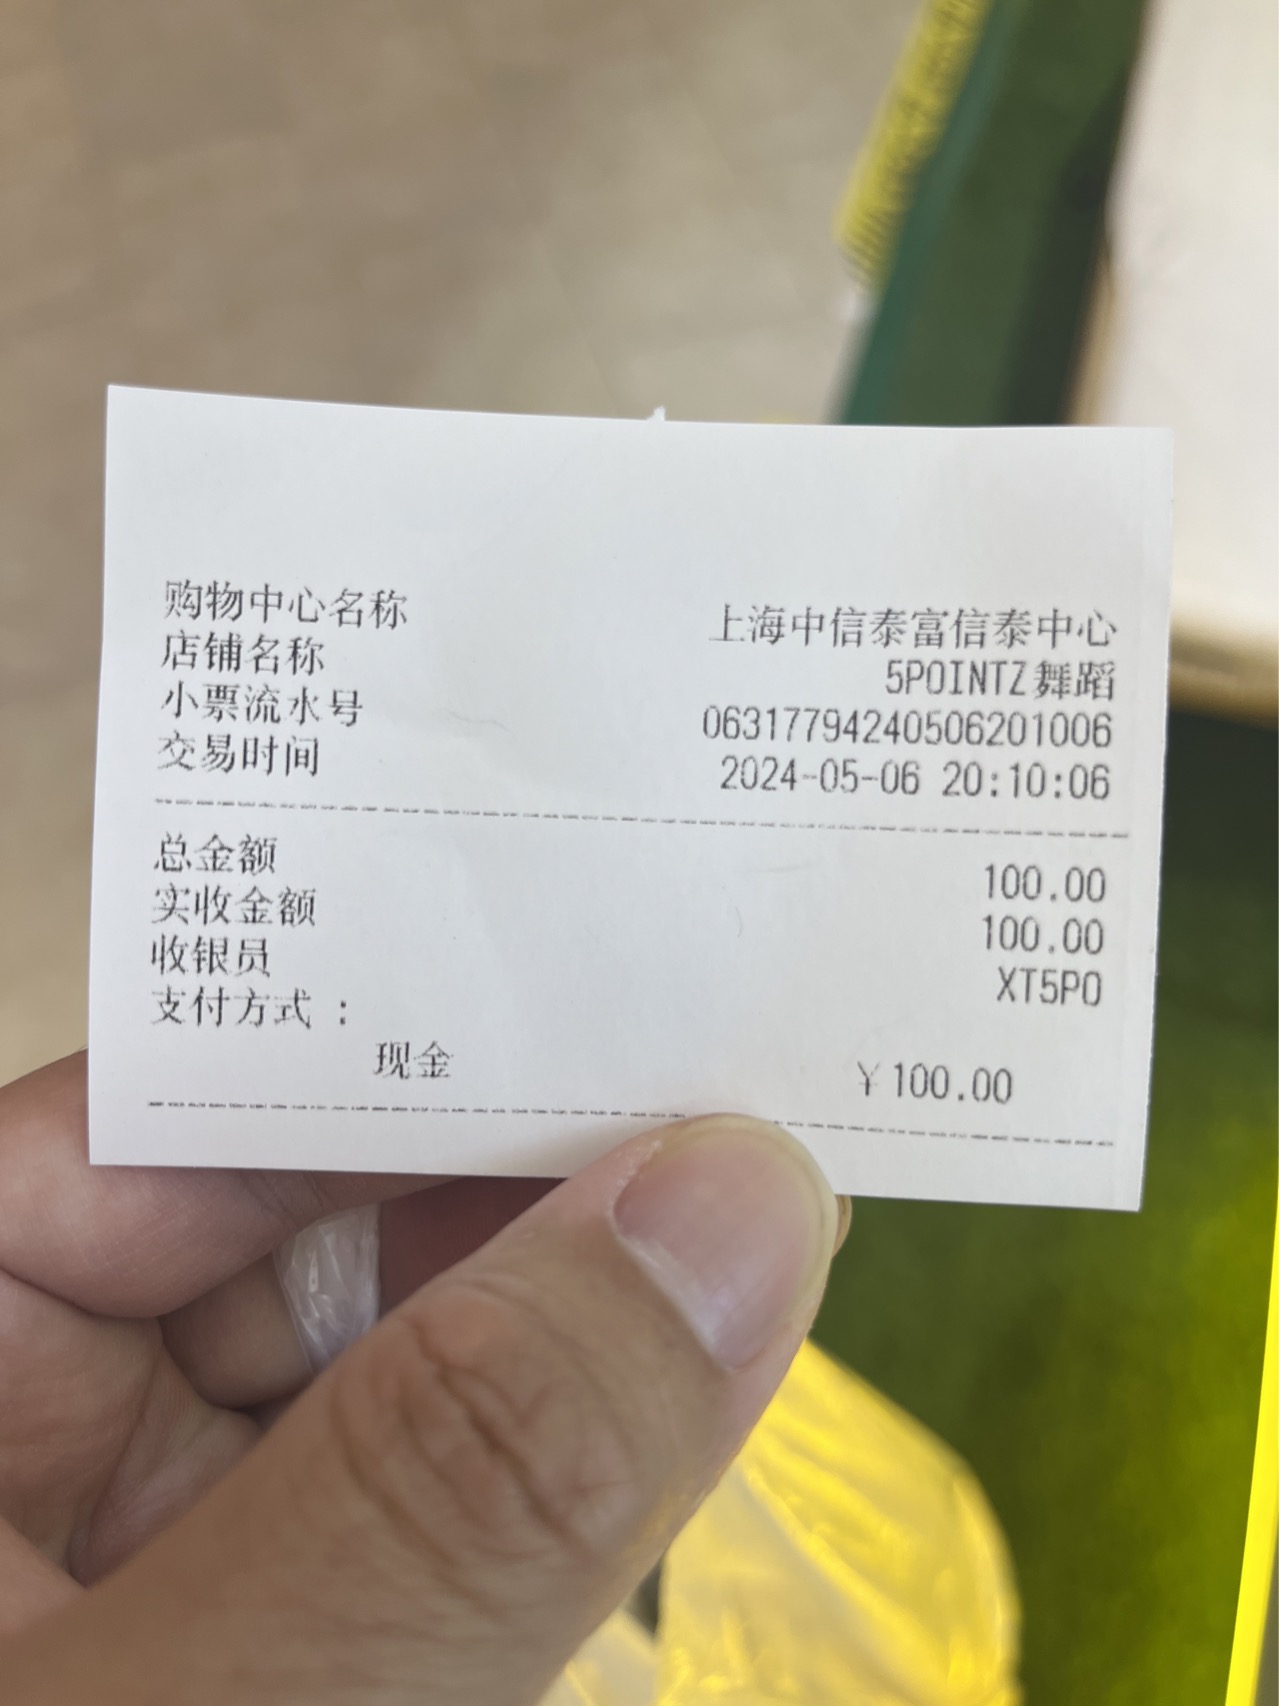 购物中心名称 上海中信泰富信泰中心
店铺名称 5POINTZ舞蹈
小票流水号 06317794240506201006
交易时间 2024-05-06 20:10:06
总金额 100.00
实收金额 100.00
收银员 XT5PO
支付方式 :
现金 ¥100.00